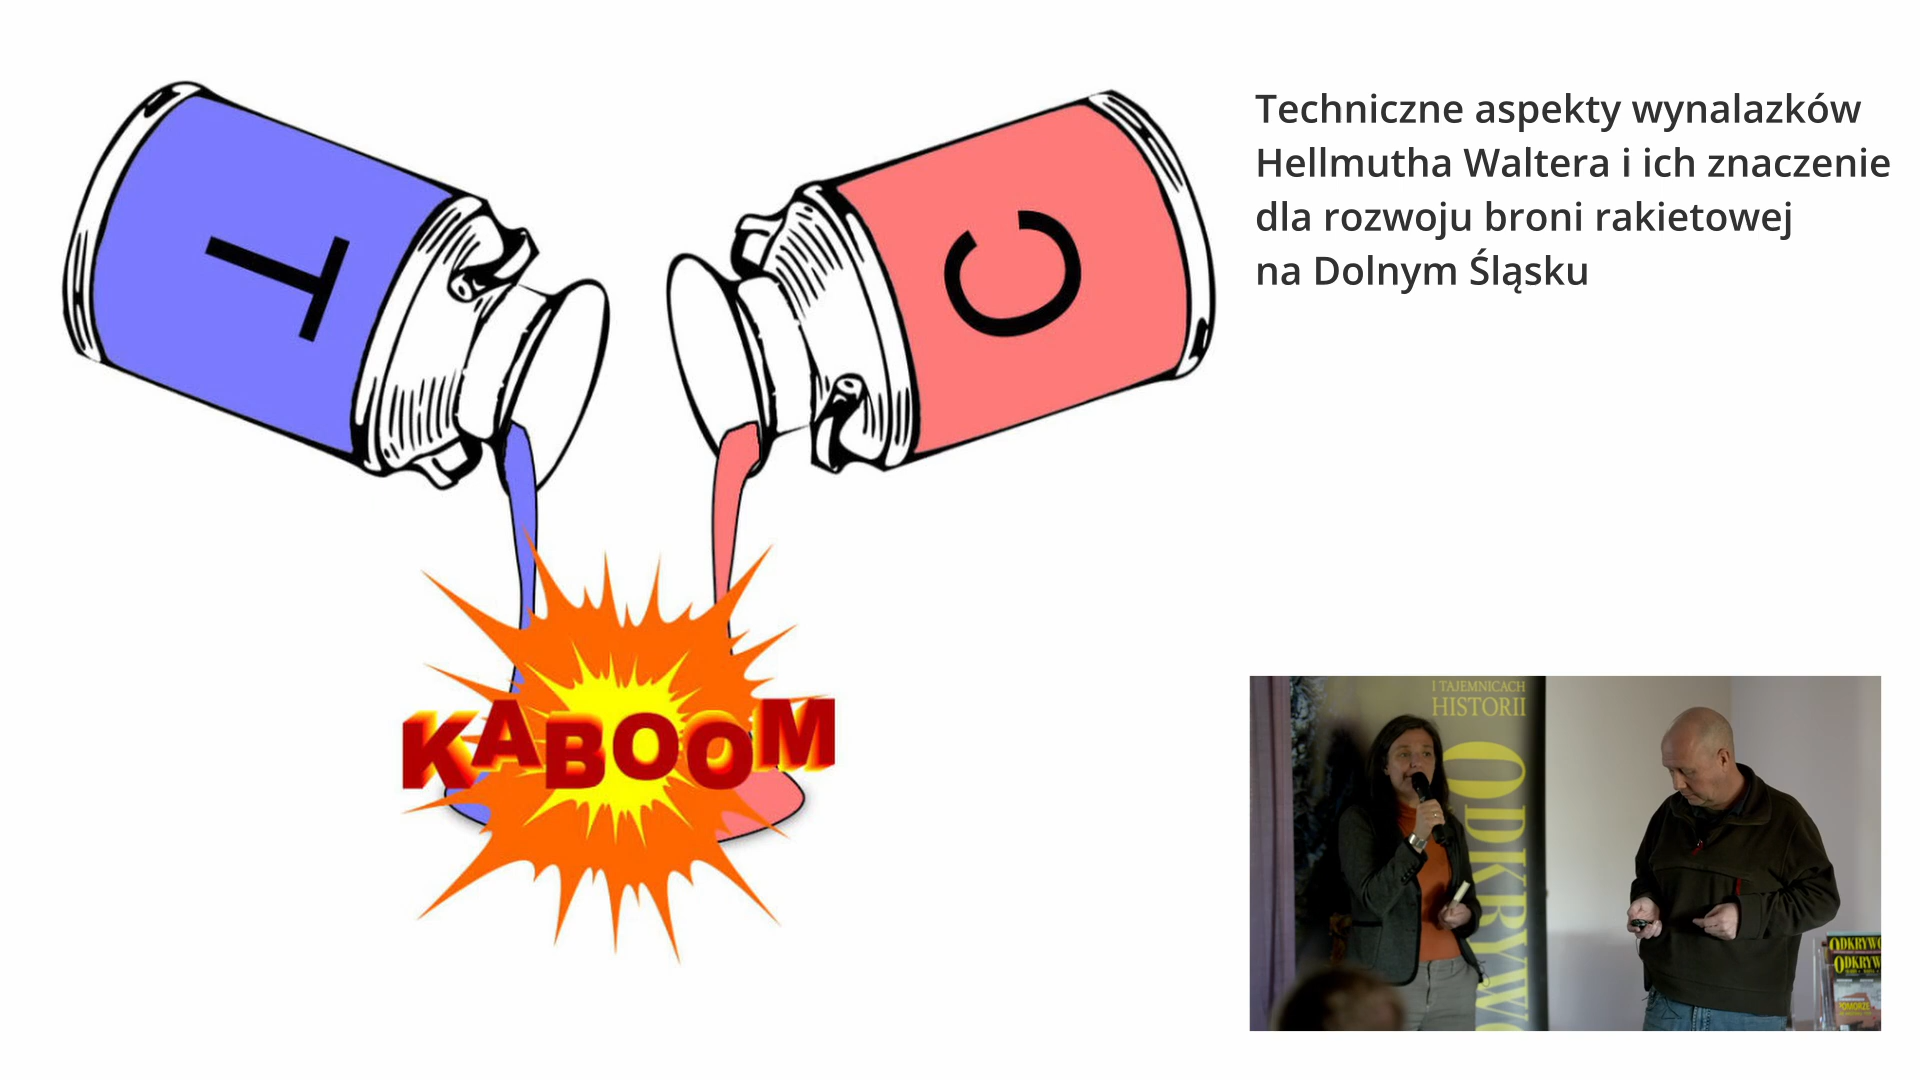 T
C
KABOOM
Techniczne aspekty wynalazków
Hellmutha Waltera i ich znaczenie
dla rozwoju broni rakietowej
na Dolnym Śląsku
I TAJEMNICACH
HISTORII
ODKRYWC
ODKRYWC
ODKRYW
POMORZE